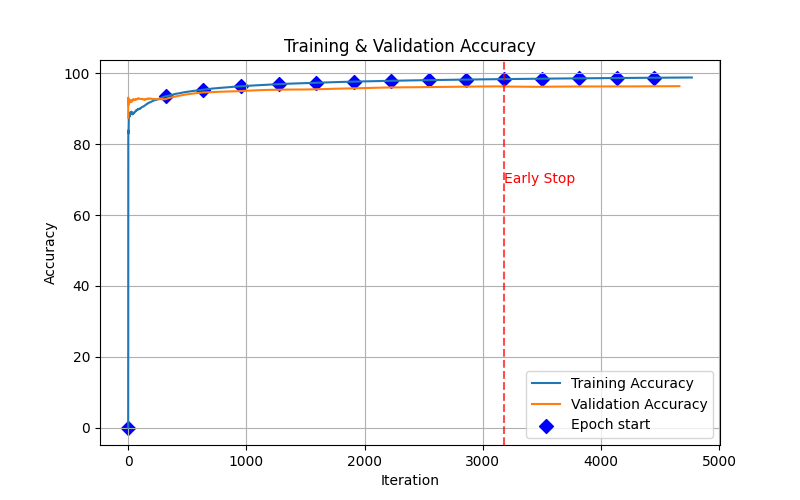 Training & Validation Accuracy
Accuracy
100
80
60
40
20
0
Early Stop
Training Accuracy
Validation Accuracy
Epoch start
0 1000 2000 3000 4000 5000
Iteration